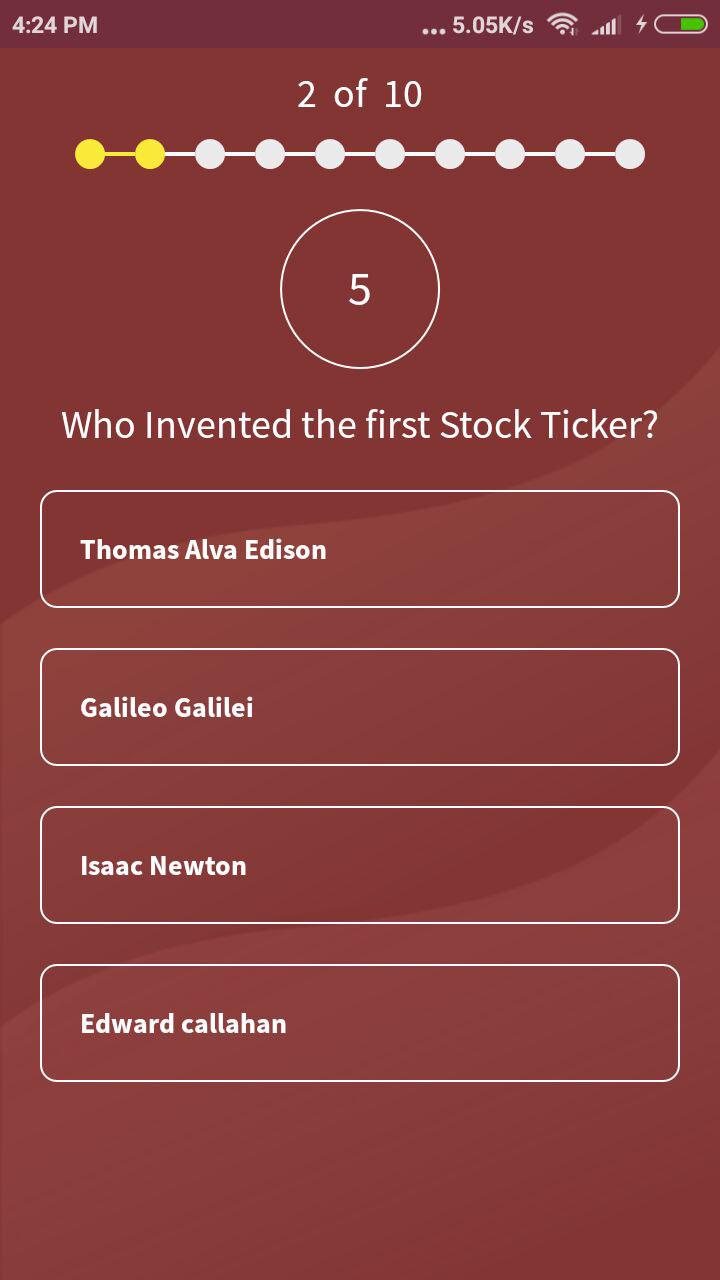 4:24 PM ... 5.05K/s
2 of 10
5
Who Invented the first Stock Ticker?
Thomas Alva Edison
Galileo Galilei
Isaac Newton
Edward callahan